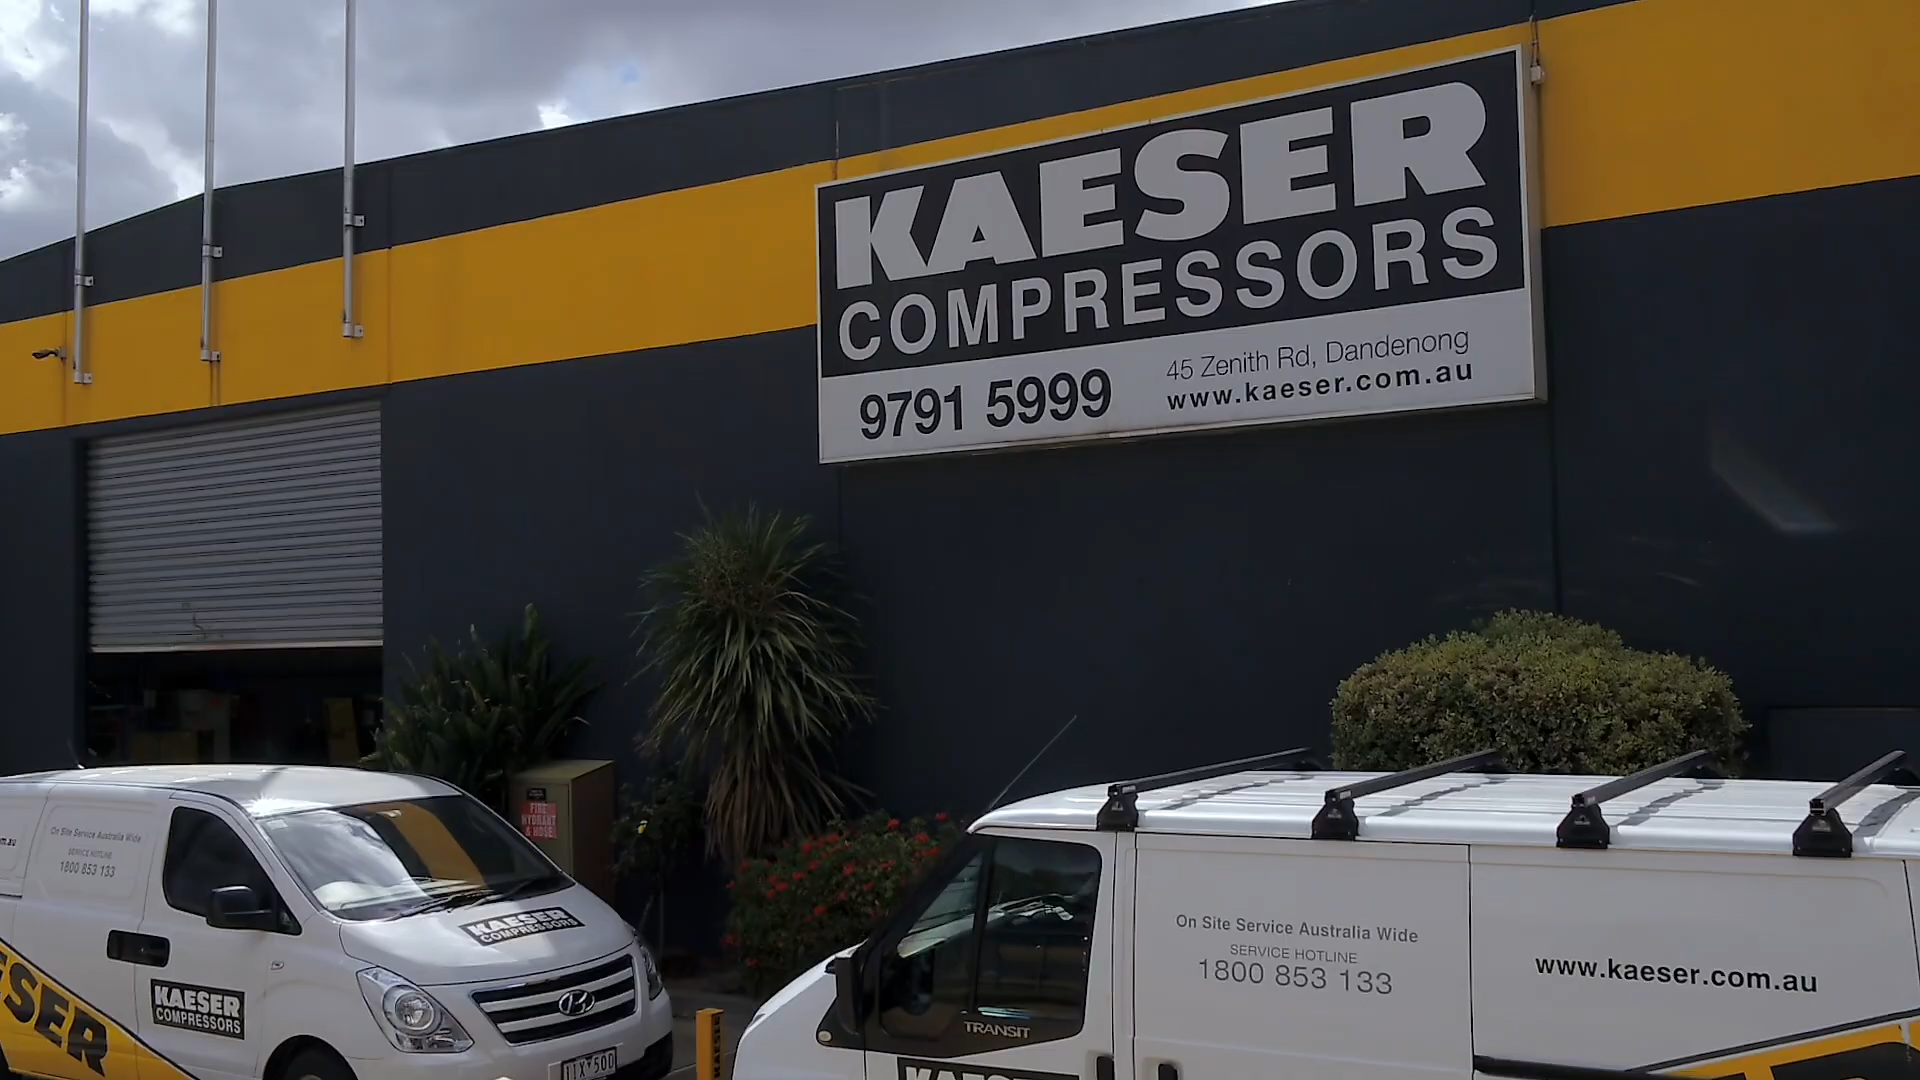 KAESER
COMPRESSORS
9791 5999
45 Zenith Rd, Dandenong
www.kaeser.com.au
FIRE
HYDRANT
& HOSE
On Site Service Australia Wide
SERVICE HOTLINE
1800 853 133
KAESER
COMPRESSORS
KAESER
COMPRESSORS
On Site Service Australia Wide
SERVICE HOTLINE
1800 853 133
www.kaeser.com.au
TRANSIT
KAESER